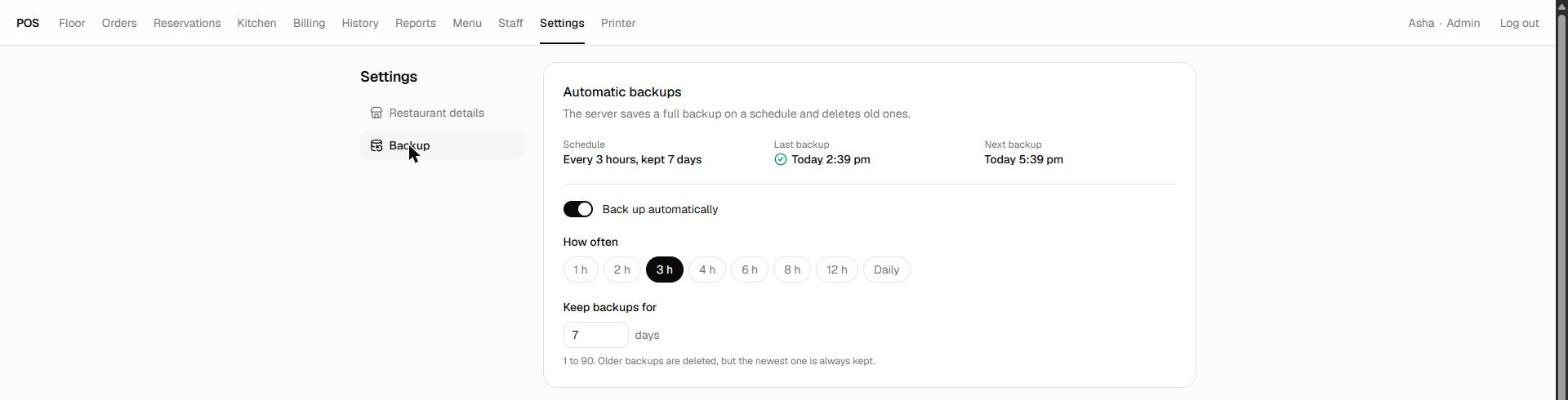 POS Floor Orders Reservations Kitchen Billing History Reports Menu Staff Settings Printer Asha · Admin Log out
Settings
Restaurant details
Backup
Automatic backups
The server saves a full backup on a schedule and deletes old ones.
Schedule Last backup Next backup
Every 3 hours, kept 7 days Today 2:39 pm Today 5:39 pm
Back up automatically
How often
1 h 2 h 3 h 4 h 6 h 8 h 12 h Daily
Keep backups for
7 days
1 to 90. Older backups are deleted, but the newest one is always kept.